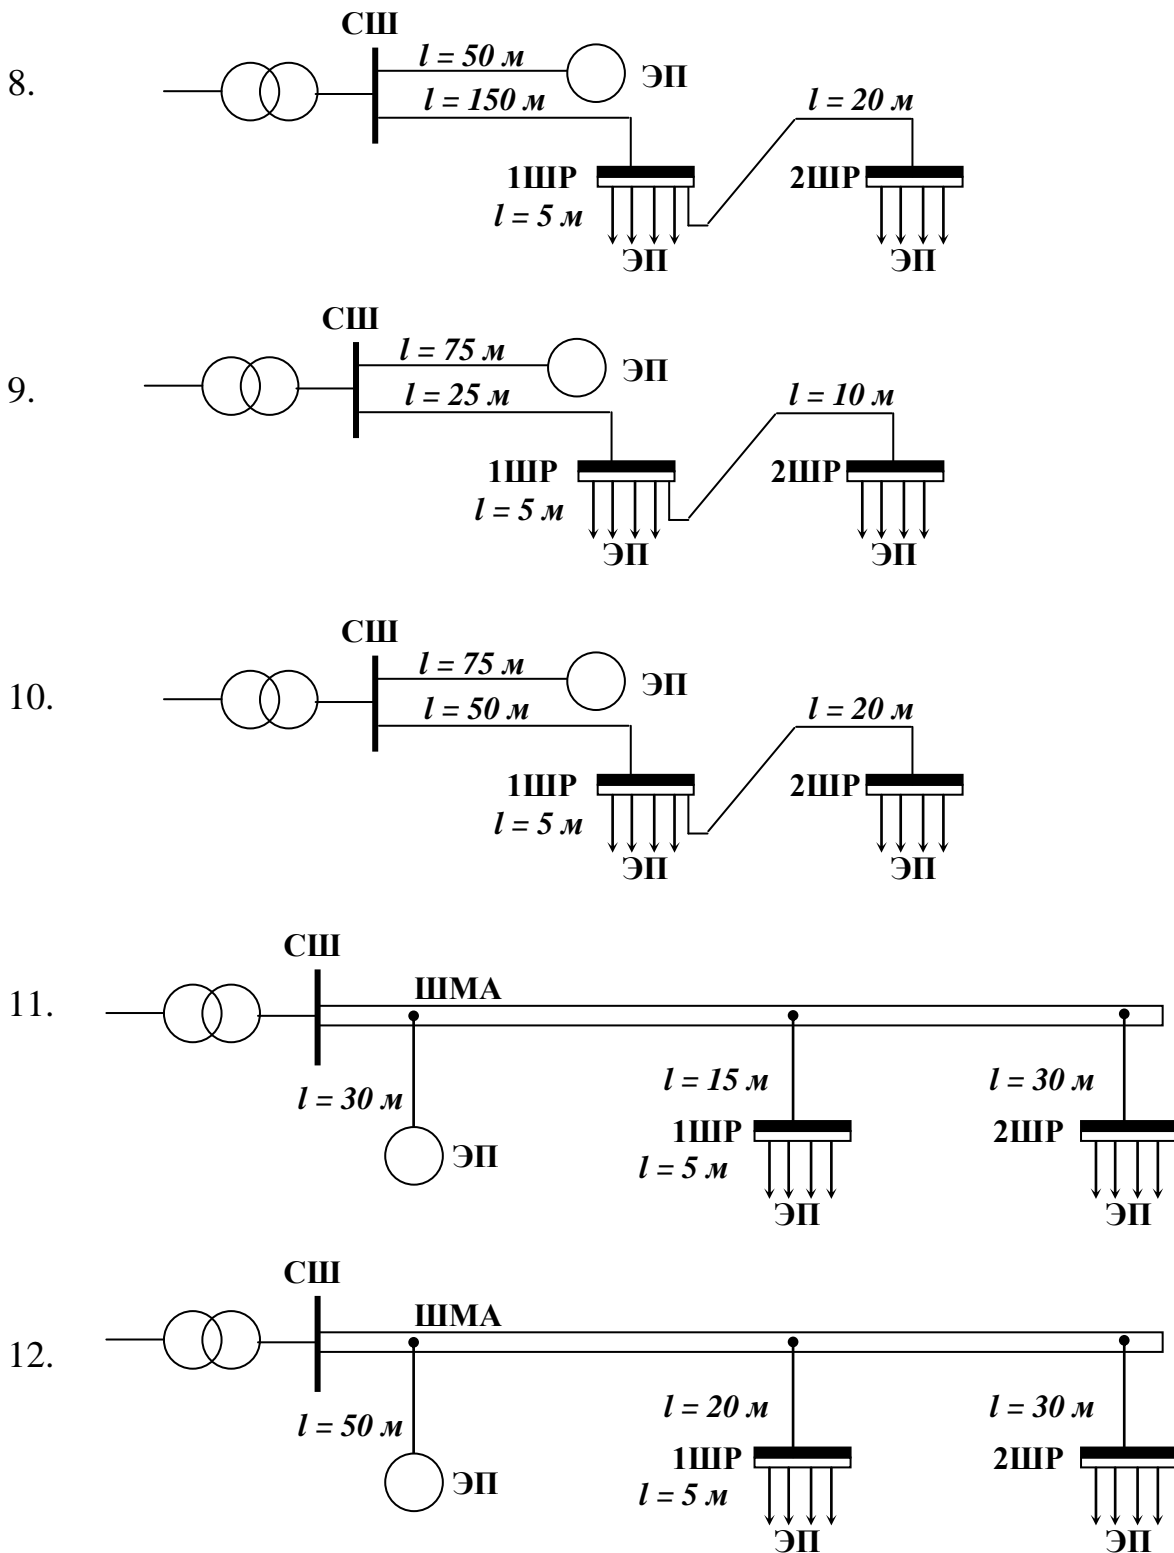 СШ
8.
l = 50 м
ЭП
l = 150 м
l = 20 м
1ШР
2ШР
l = 5 м
ЭП
ЭП
СШ
9.
l = 75 м
ЭП
l = 25 м
l = 10 м
1ШР
2ШР
l = 5 м
ЭП
ЭП
СШ
10.
l = 75 м
ЭП
l = 50 м
l = 20 м
1ШР
2ШР
l = 5 м
ЭП
ЭП
СШ
11.
ШМА
l = 30 м
l = 15 м
l = 30 м
ЭП
1ШР
2ШР
l = 5 м
ЭП
ЭП
СШ
12.
ШМА
l = 50 м
l = 20 м
l = 30 м
ЭП
1ШР
2ШР
l = 5 м
ЭП
ЭП